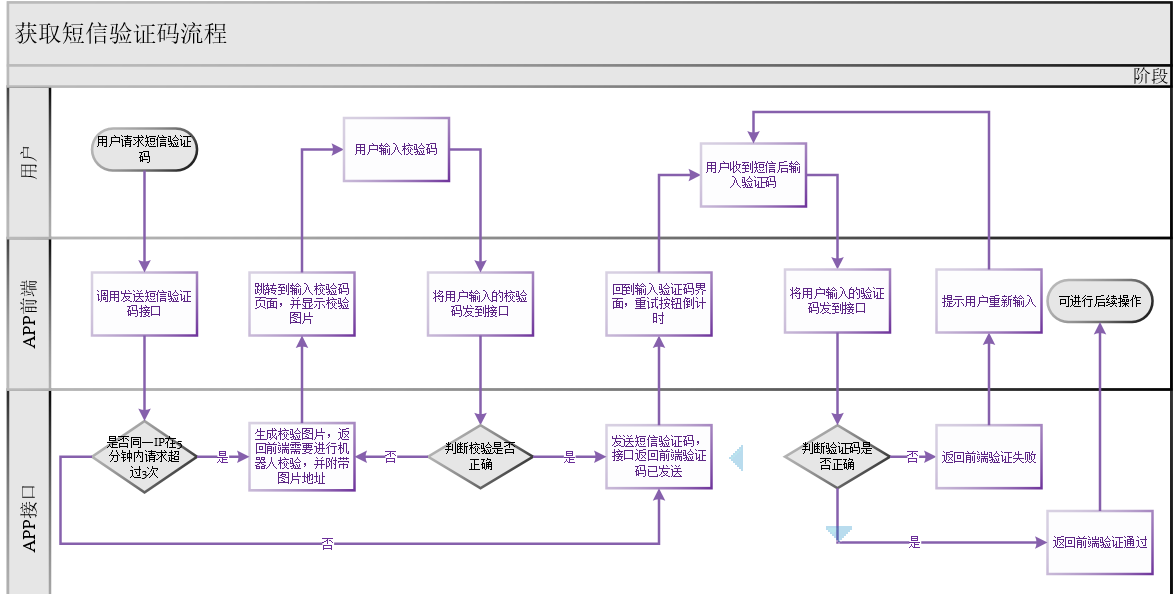 获取短信验证码流程
阶段
用户
用户请求短信验证
码
用户输入校验码
用户收到短信后输
入验证码
APP前端
调用发送短信验证
码接口
跳转到输入校验码
页面，并显示校验
图片
将用户输入的校验
码发到接口
回到输入验证码界
面，重试按钮倒计
时
将用户输入的验证
码发到接口
提示用户重新输入
可进行后续操作
APP接口
是否同一IP在5
分钟内请求超
过3次
是
生成校验图片，返
回前端需要进行机
器人校验，并附带
图片地址
否
判断校验是否
正确
是
发送短信验证码，
接口返回前端验证
码已发送
判断验证码是
否正确
否
返回前端验证失败
否
是
返回前端验证通过